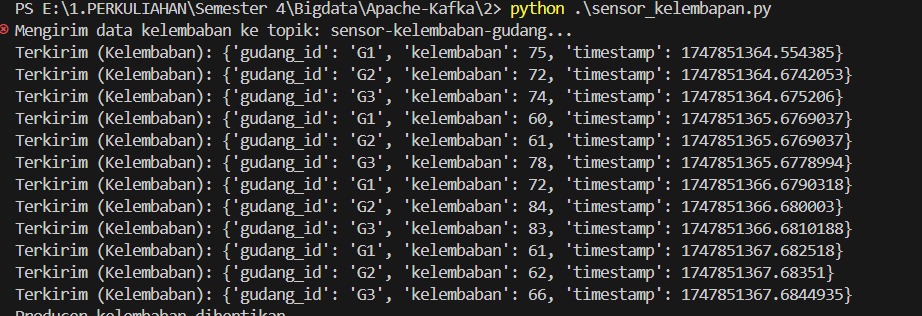 PS E:\1.PERKULIAHAN\Semester 4\Bigdata\Apache-Kafka\2> python .\sensor_kelembapan.py
Mengirim data kelembaban ke topik: sensor-kelembaban-gudang...
Terkirim (Kelembaban): {'gudang_id': 'G1', 'kelembaban': 75, 'timestamp': 1747851364.554385}
Terkirim (Kelembaban): {'gudang_id': 'G2', 'kelembaban': 72, 'timestamp': 1747851364.6742053}
Terkirim (Kelembaban): {'gudang_id': 'G3', 'kelembaban': 74, 'timestamp': 1747851364.675206}
Terkirim (Kelembaban): {'gudang_id': 'G1', 'kelembaban': 60, 'timestamp': 1747851365.6769037}
Terkirim (Kelembaban): {'gudang_id': 'G2', 'kelembaban': 61, 'timestamp': 1747851365.6769037}
Terkirim (Kelembaban): {'gudang_id': 'G3', 'kelembaban': 78, 'timestamp': 1747851365.6778994}
Terkirim (Kelembaban): {'gudang_id': 'G1', 'kelembaban': 72, 'timestamp': 1747851366.6790318}
Terkirim (Kelembaban): {'gudang_id': 'G2', 'kelembaban': 84, 'timestamp': 1747851366.680003}
Terkirim (Kelembaban): {'gudang_id': 'G3', 'kelembaban': 83, 'timestamp': 1747851366.6810188}
Terkirim (Kelembaban): {'gudang_id': 'G1', 'kelembaban': 61, 'timestamp': 1747851367.682518}
Terkirim (Kelembaban): {'gudang_id': 'G2', 'kelembaban': 62, 'timestamp': 1747851367.68351}
Terkirim (Kelembaban): {'gudang_id': 'G3', 'kelembaban': 66, 'timestamp': 1747851367.6844935}
Producer kelembaban dihentikan